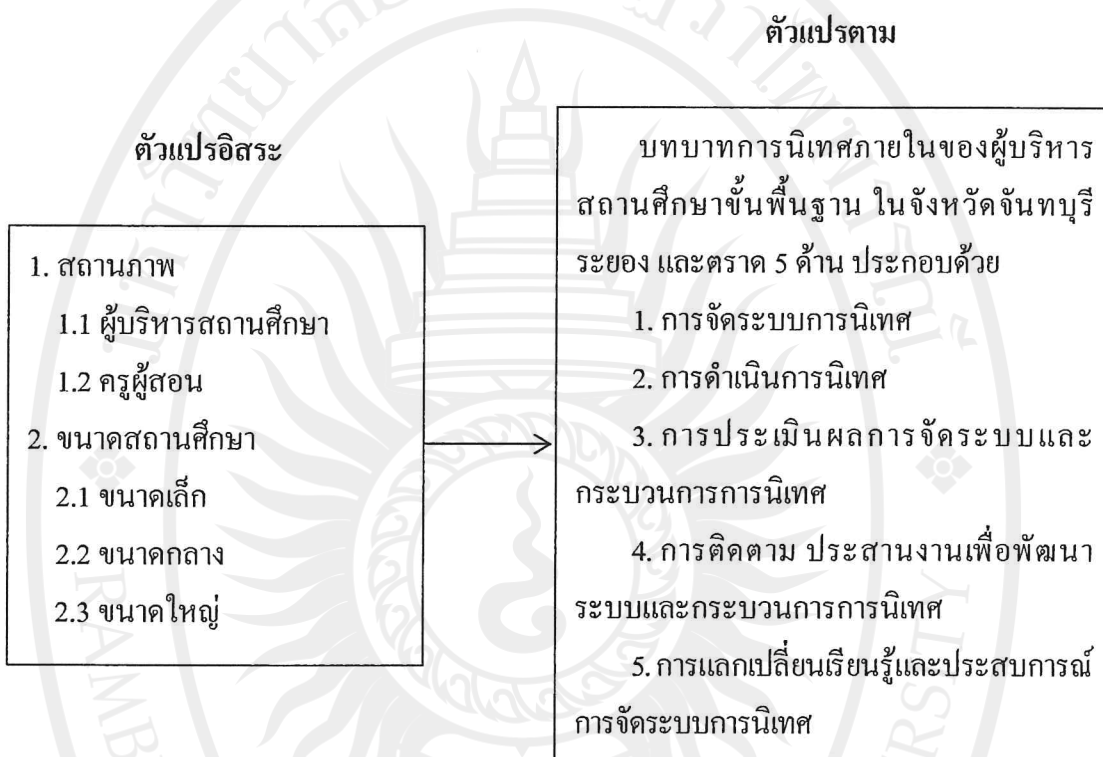 ตัวแปรตาม
ตัวแปรอิสระ
1. สถานภาพ
1.1 ผู้บริหารสถานศึกษา
1.2 ครูผู้สอน
2. ขนาดสถานศึกษา
2.1 ขนาดเล็ก
2.2 ขนาดกลาง
2.3 ขนาดใหญ่
บทบาทการนิเทศภายในของผู้บริหาร
สถานศึกษาขั้นพื้นฐาน ในจังหวัดจันทบุรี
ระยอง และตราด 5 ด้าน ประกอบด้วย
1. การจัดระบบการนิเทศ
2. การดำเนินการนิเทศ
3. การประเมินผลการจัดระบบและ
กระบวนการการนิเทศ
4. การติดตาม ประสานงานเพื่อพัฒนา
ระบบและกระบวนการการนิเทศ
5. การแลกเปลี่ยนเรียนรู้และประสบการณ์
การจัดระบบการนิเทศ